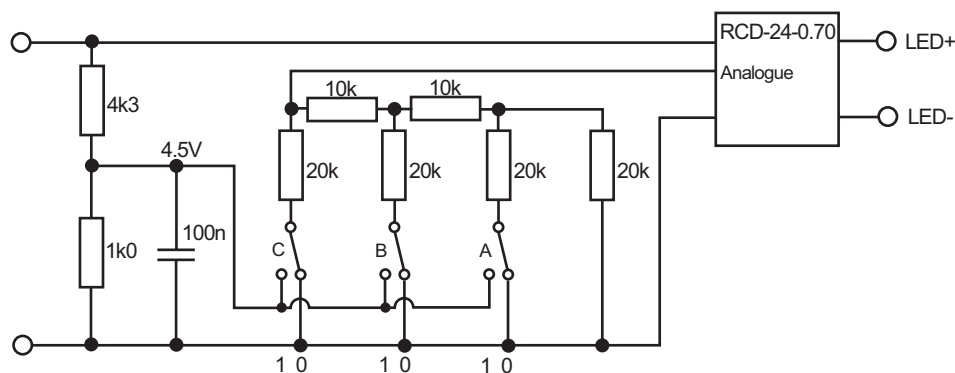 RCD-24-0.70
LED+
Analogue
10k
10k
4k3
LED-
4.5V
20k
20k
20k
20k
1k0
100n
C
B
A
1 0
1 0
1 0